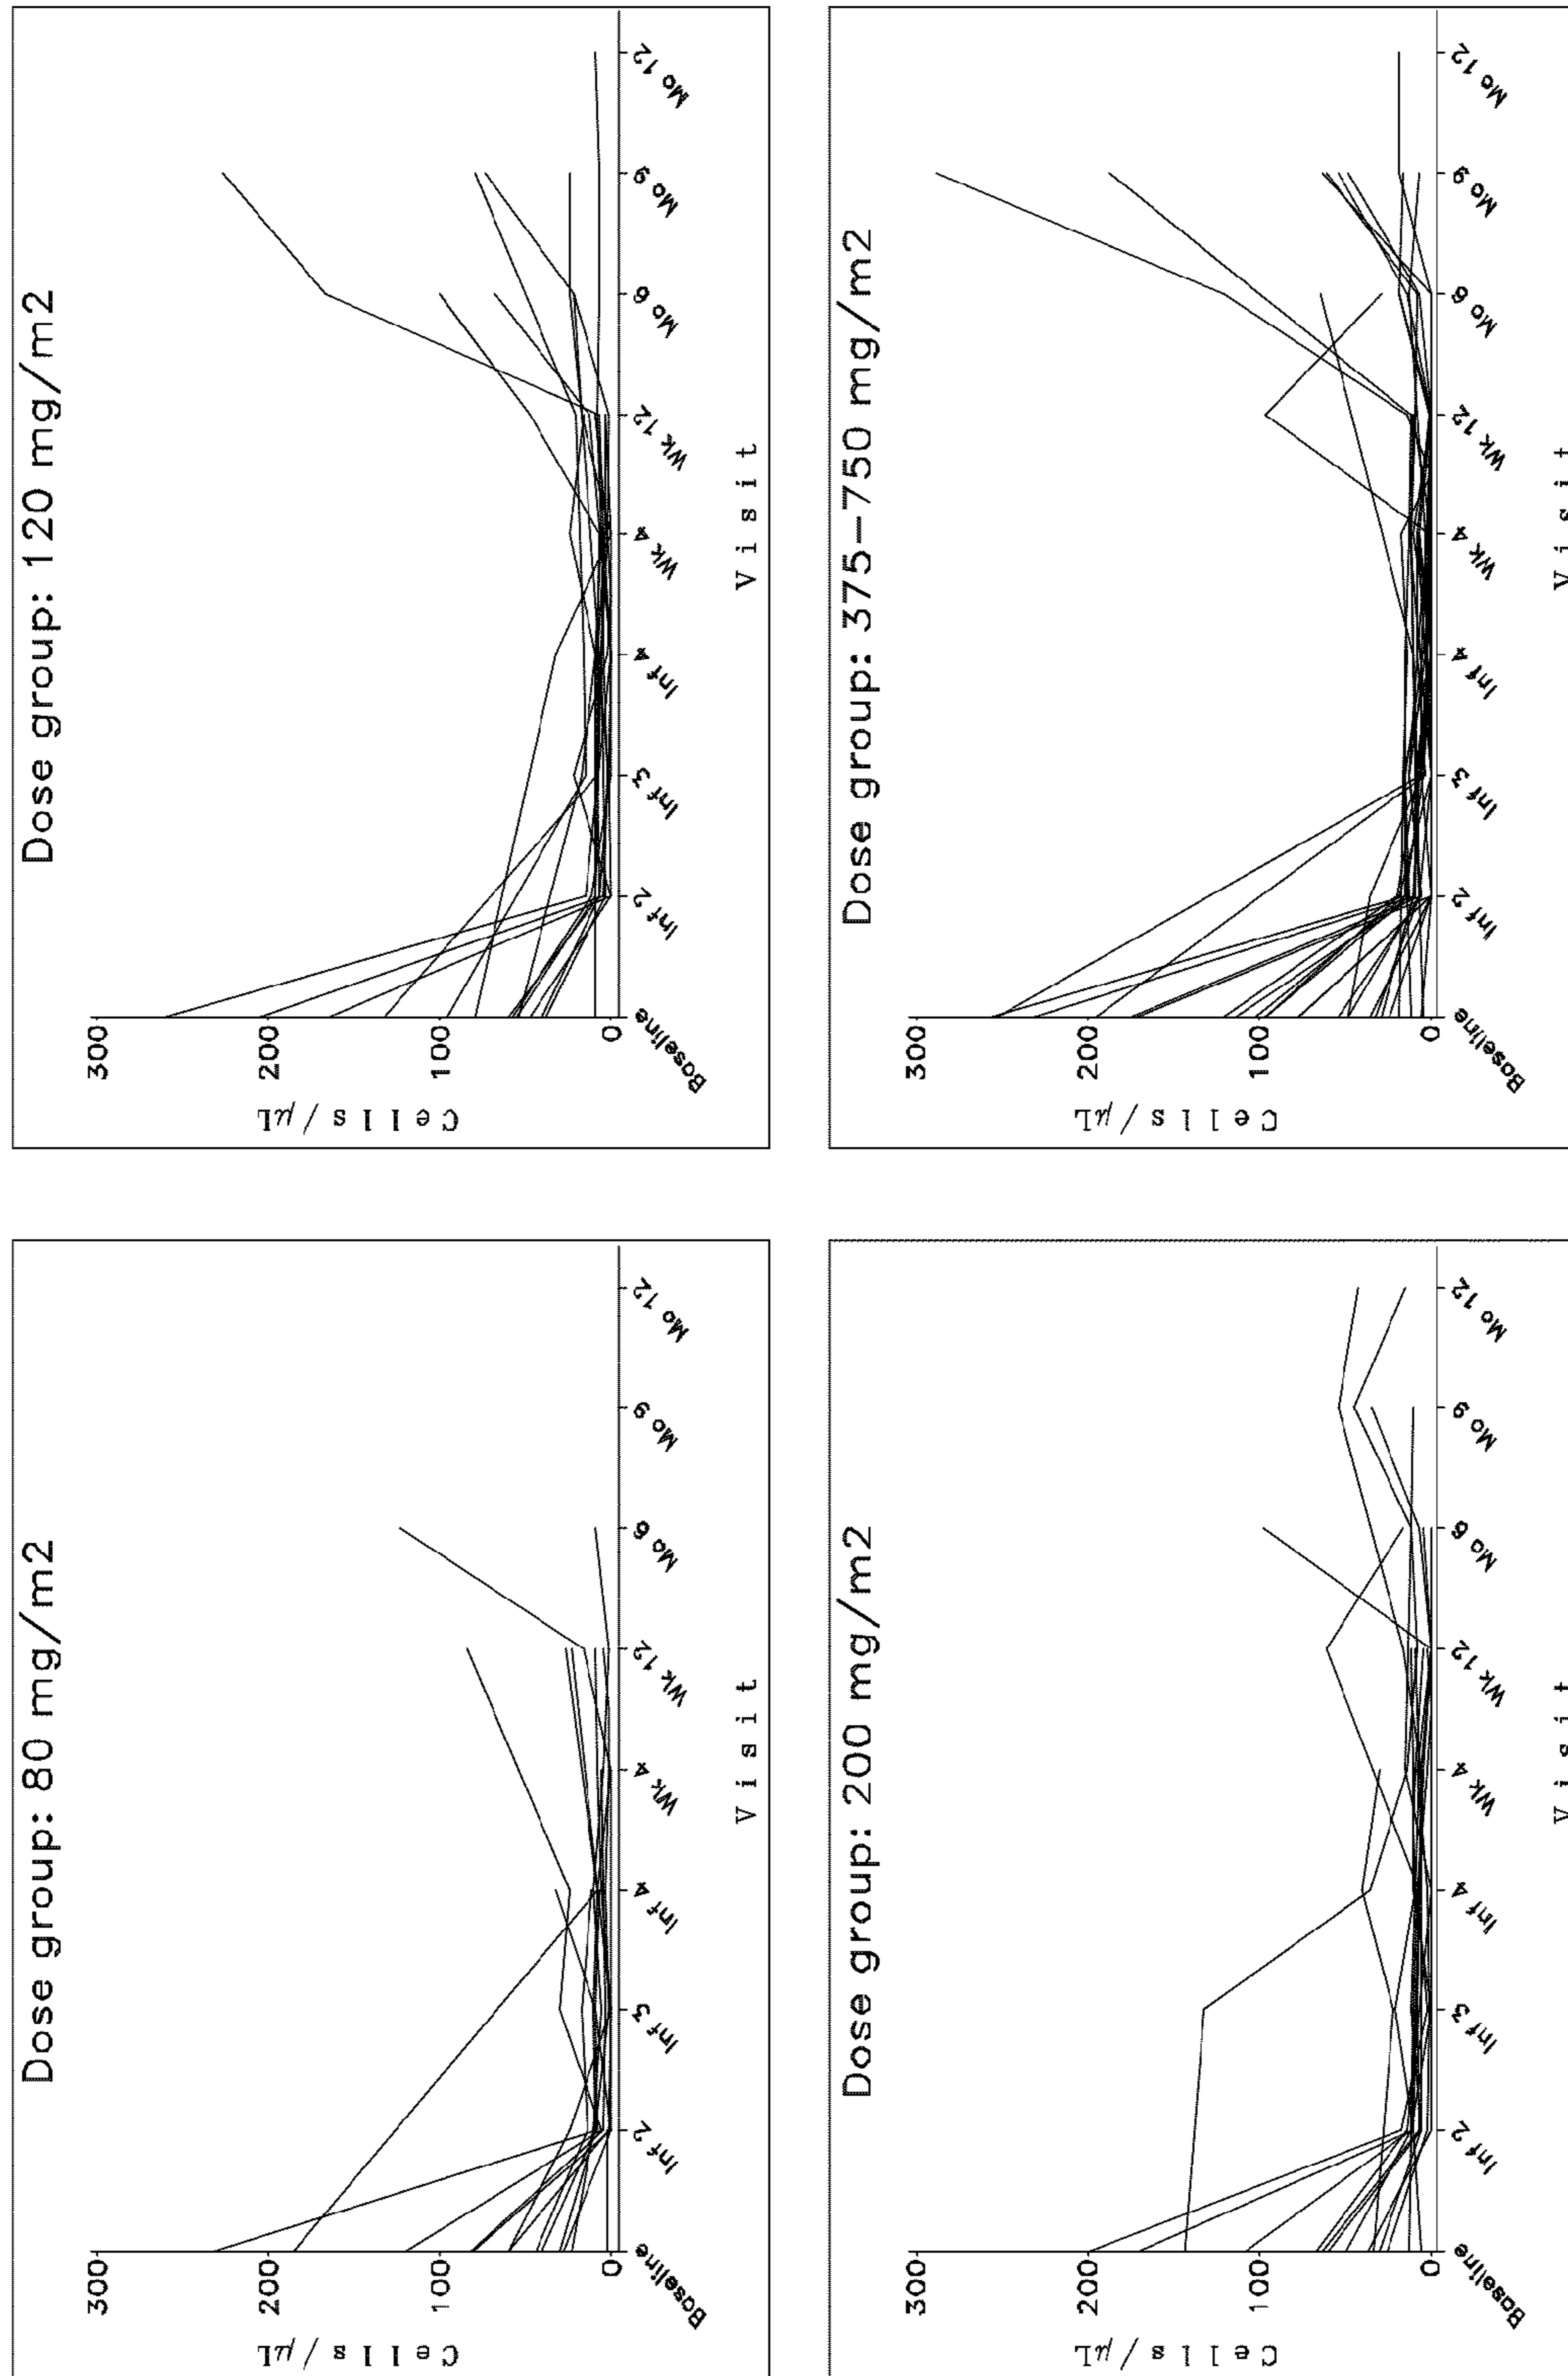 Dose group: 80 mg/m2
Cells/μL
300
200
100
0
Baseline
Inf 2
Inf 3
Inf 4
Wk 4
Wk 12
Mo 6
Mo 9
Mo 12
Visit
Dose group: 120 mg/m2
Cells/μL
300
200
100
0
Baseline
Inf 2
Inf 3
Inf 4
Wk 4
Wk 12
Mo 6
Mo 9
Mo 12
Visit
Dose group: 200 mg/m2
Cells/μL
300
200
100
0
Baseline
Inf 2
Inf 3
Inf 4
Wk 4
Wk 12
Mo 6
Mo 9
Mo 12
Visit
Dose group: 375-750 mg/m2
Cells/μL
300
200
100
0
Baseline
Inf 2
Inf 3
Inf 4
Wk 4
Wk 12
Mo 6
Mo 9
Mo 12
Visit